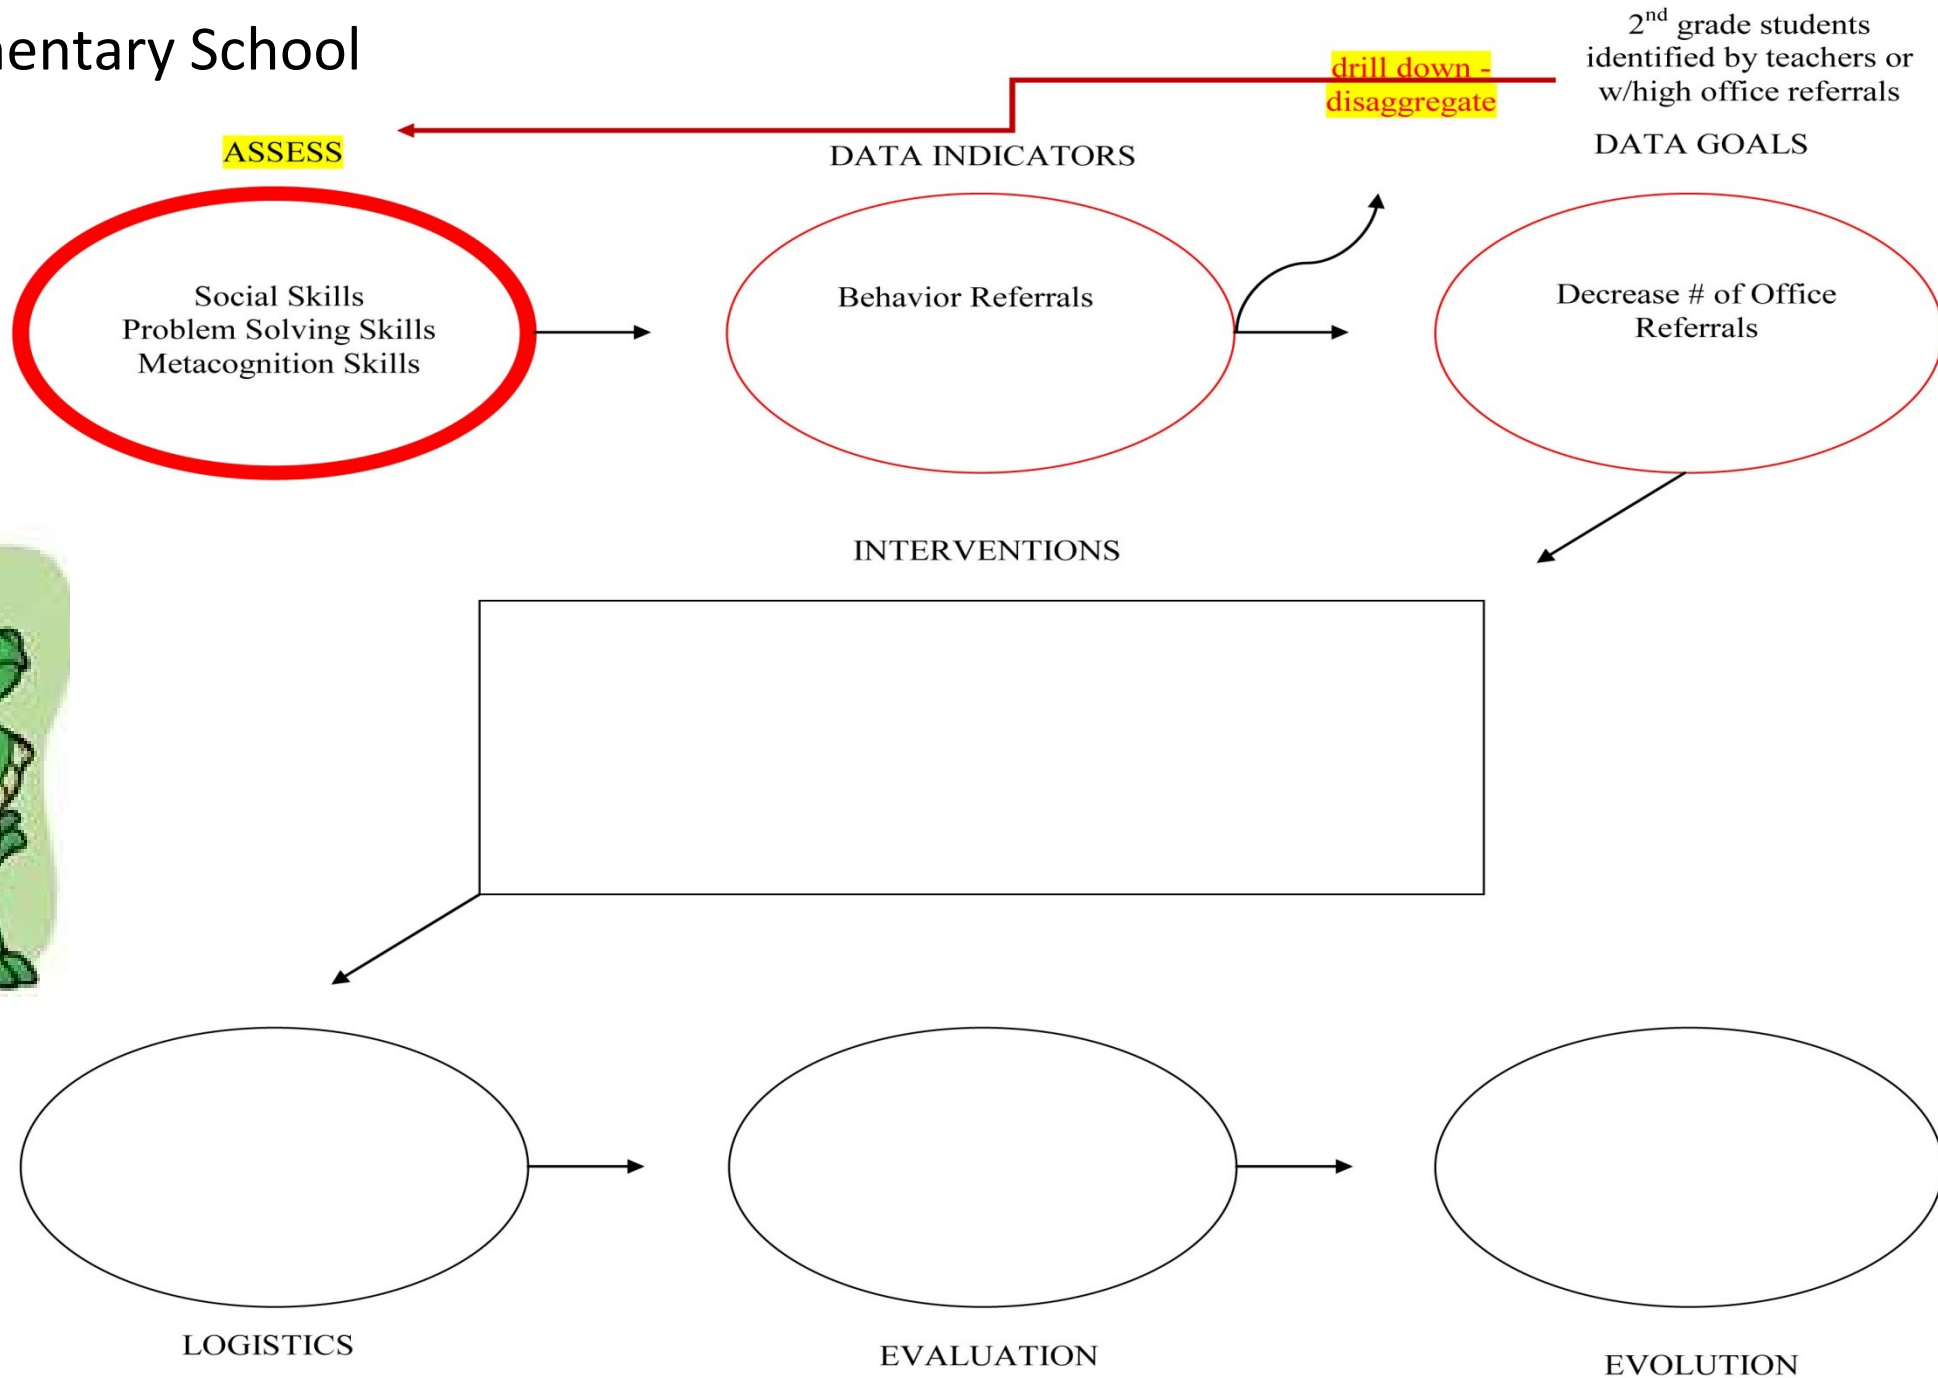 mentary School
2nd grade students
identified by teachers or
w/high office referrals
drill down -
disaggregate
ASSESS
DATA INDICATORS
DATA GOALS
Social Skills
Problem Solving Skills
Metacognition Skills
Behavior Referrals
Decrease # of Office
Referrals
INTERVENTIONS
LOGISTICS
EVALUATION
EVOLUTION